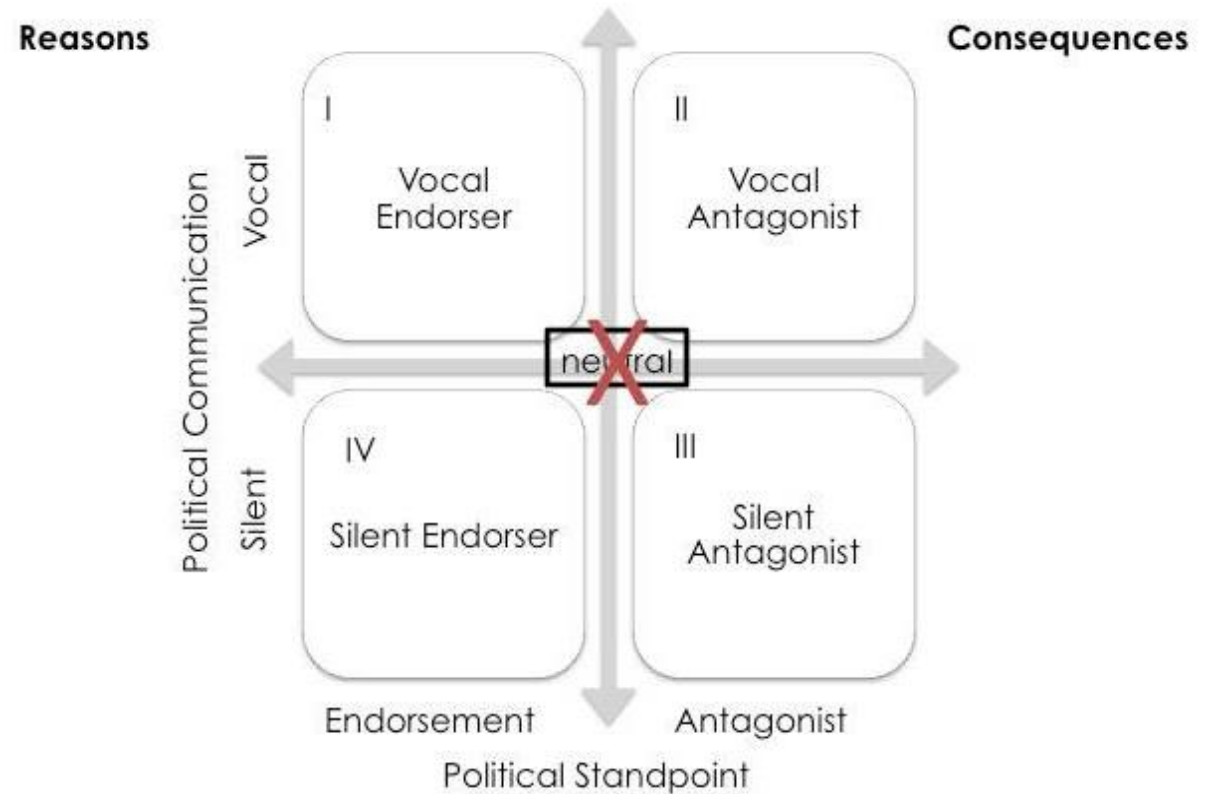 Reasons
Consequences
Political Communication
Vocal
Silent
I
Vocal
Endorser
II
Vocal
Antagonist
neutral
IV
Silent Endorser
III
Silent
Antagonist
Endorsement
Antagonist
Political Standpoint